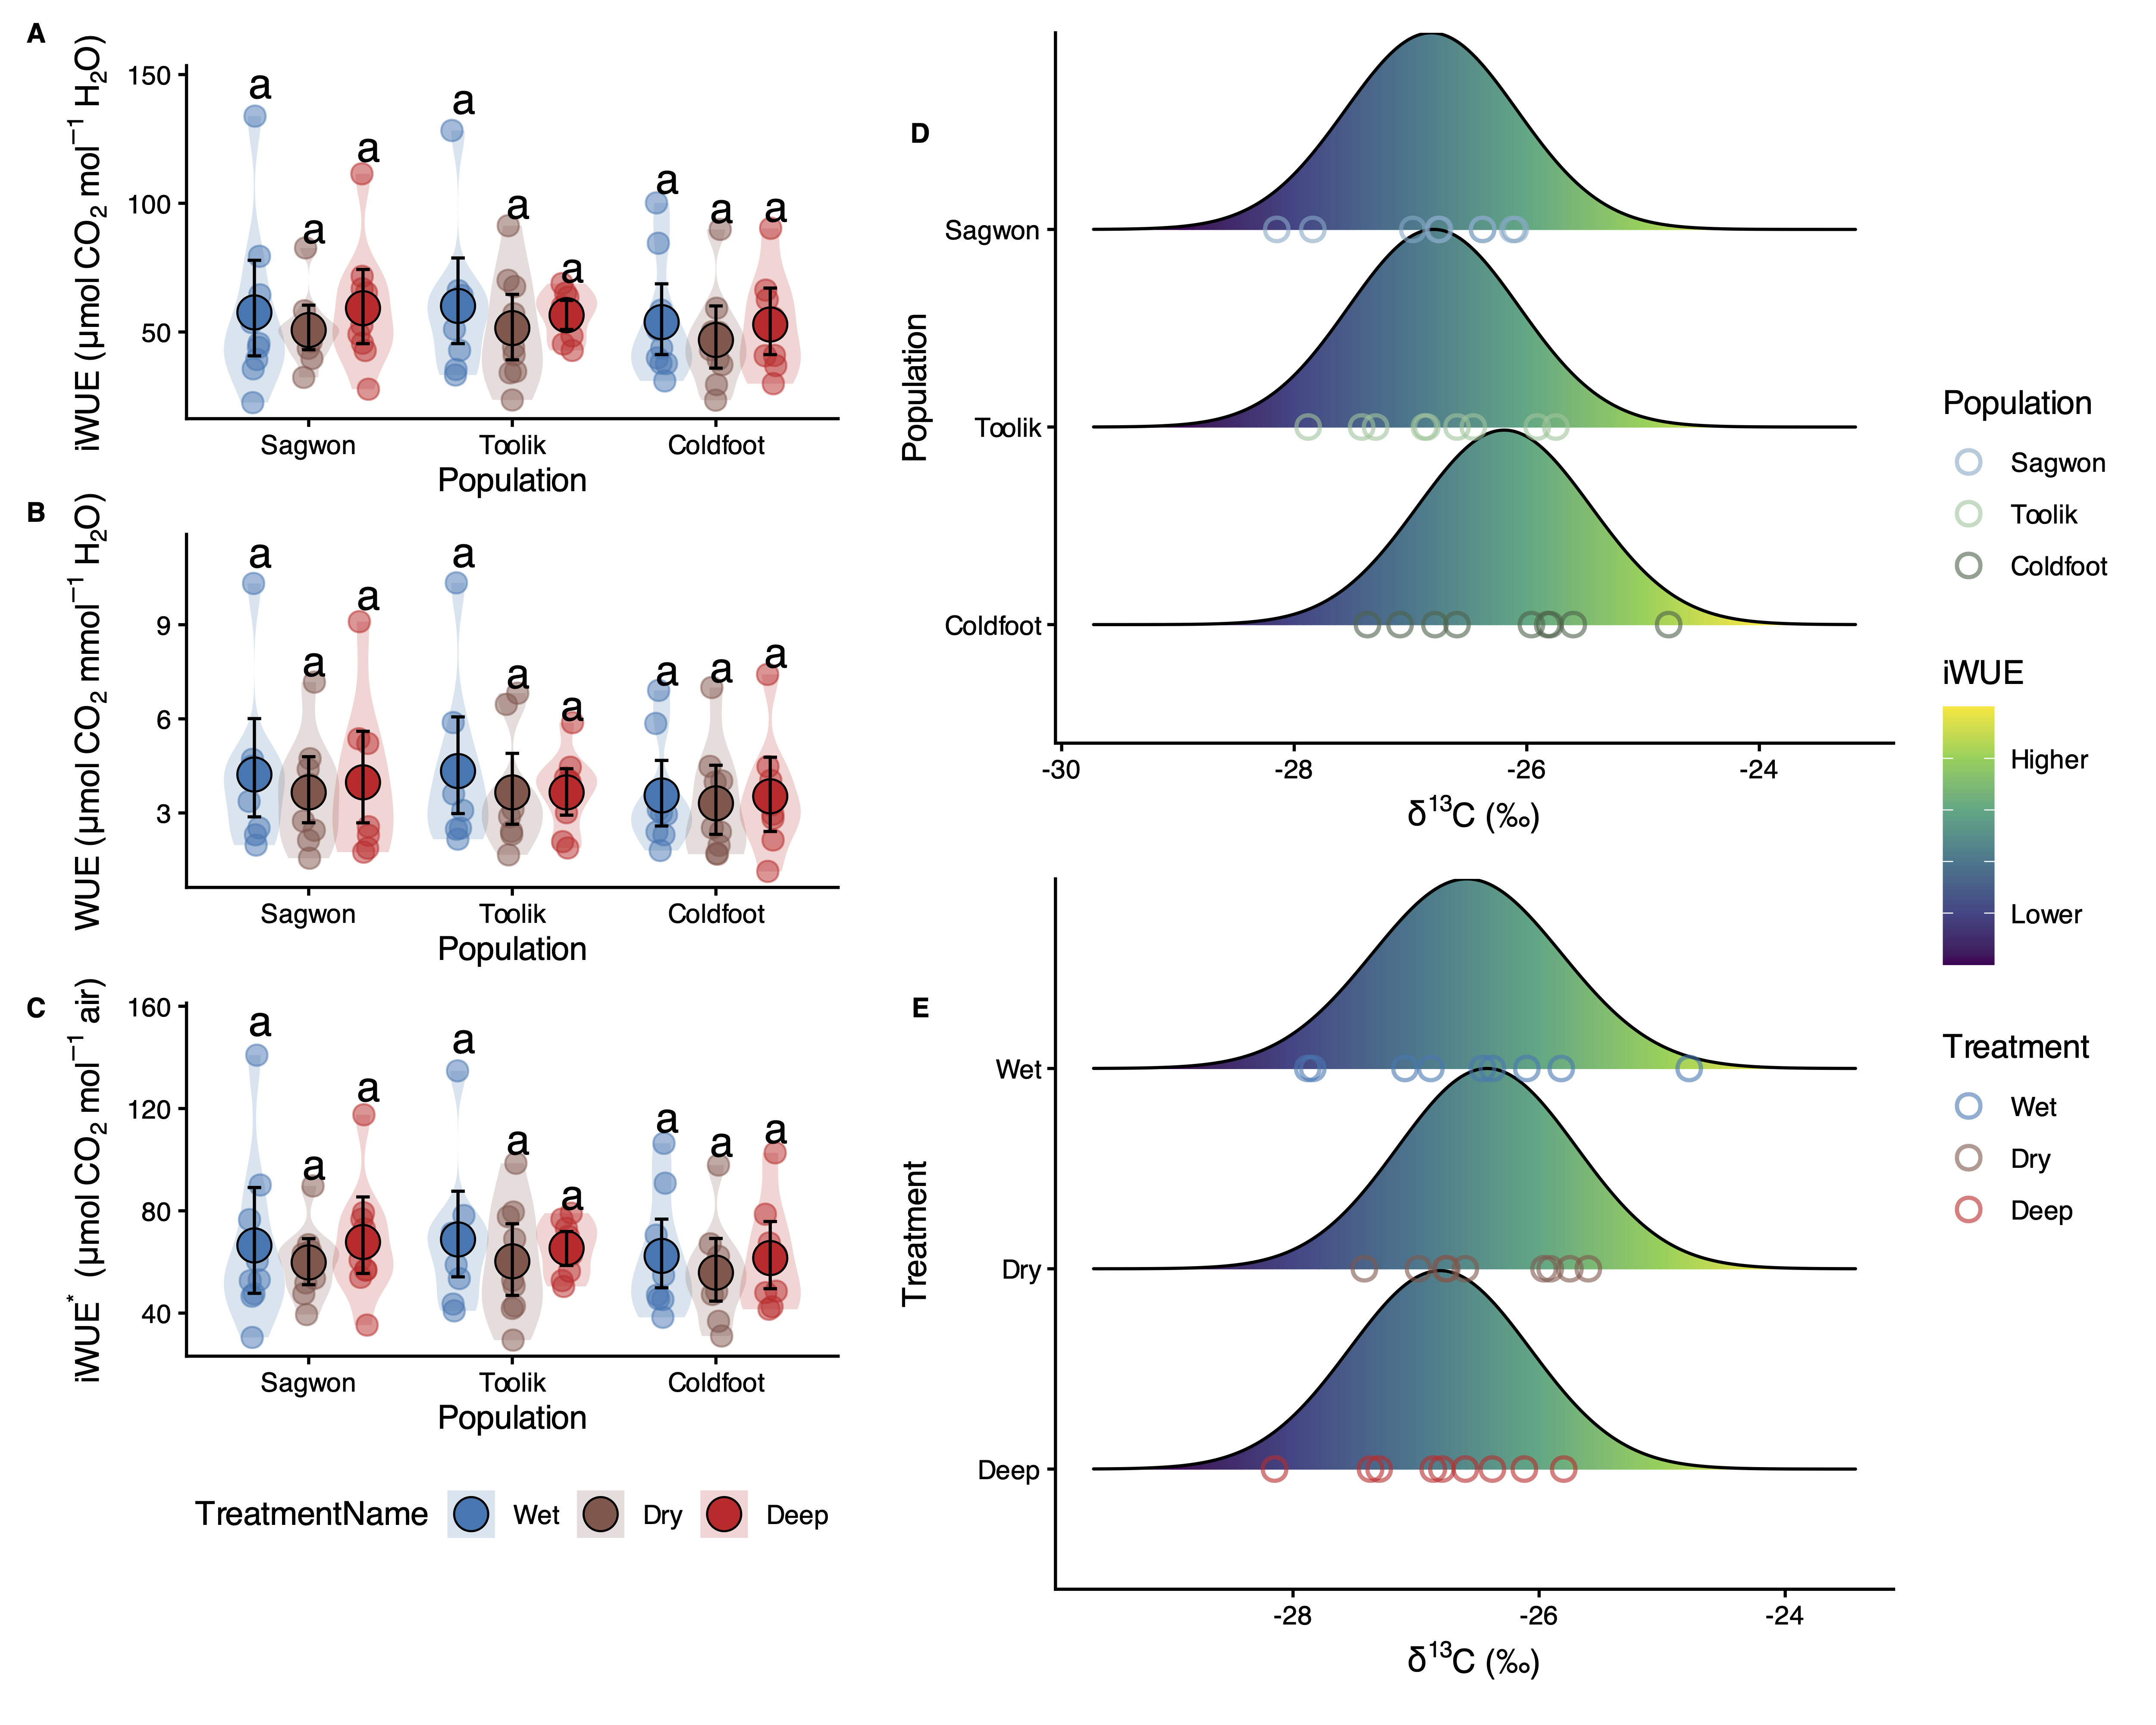 A
iWUE (μmol CO₂ mol⁻¹ H₂O)
150
100
50
a a a a a a a a a
Sagwon Toolik Coldfoot
Population
B
WUE (μmol CO₂ mmol⁻¹ H₂O)
9
6
3
a a a a a a a a a
Sagwon Toolik Coldfoot
Population
C
iWUE* (μmol CO₂ mol⁻¹ air)
160
120
80
40
a a a a a a a a a
Sagwon Toolik Coldfoot
Population
TreatmentName Wet Dry Deep
D
Population
Sagwon
Toolik
Coldfoot
-30 -28 -26 -24
δ¹³C (‰)
E
Treatment
Wet
Dry
Deep
-28 -26 -24
δ¹³C (‰)
Population
Sagwon
Toolik
Coldfoot
iWUE
Higher
Lower
Treatment
Wet
Dry
Deep